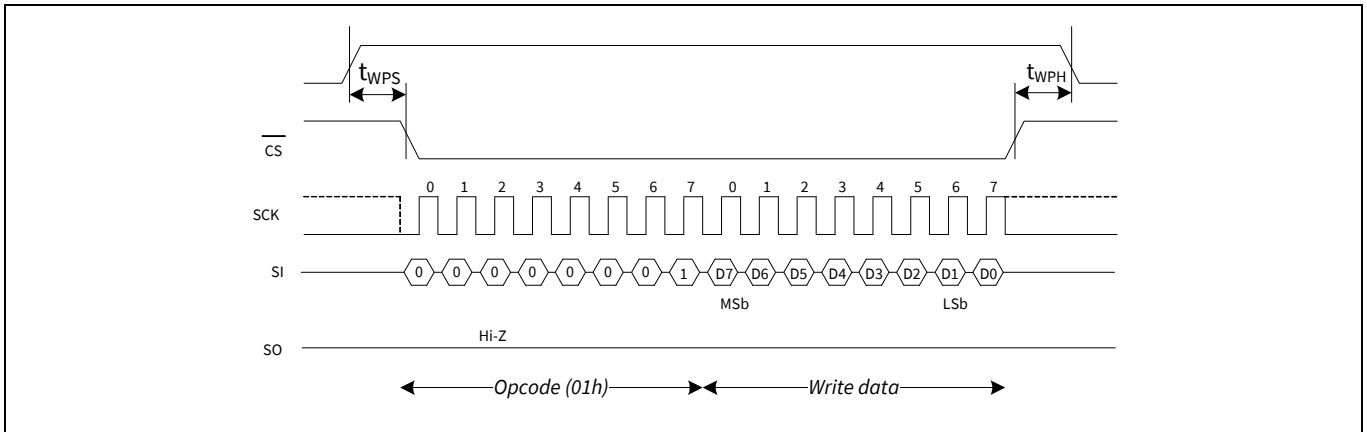 tWPS tWPH
CS
0 1 2 3 4 5 6 7 0 1 2 3 4 5 6 7
SCK
SI 0 0 0 0 0 0 0 1 D7 D6 D5 D4 D3 D2 D1 D0
MSb LSb
Hi-Z
SO
Opcode (01h) Write data